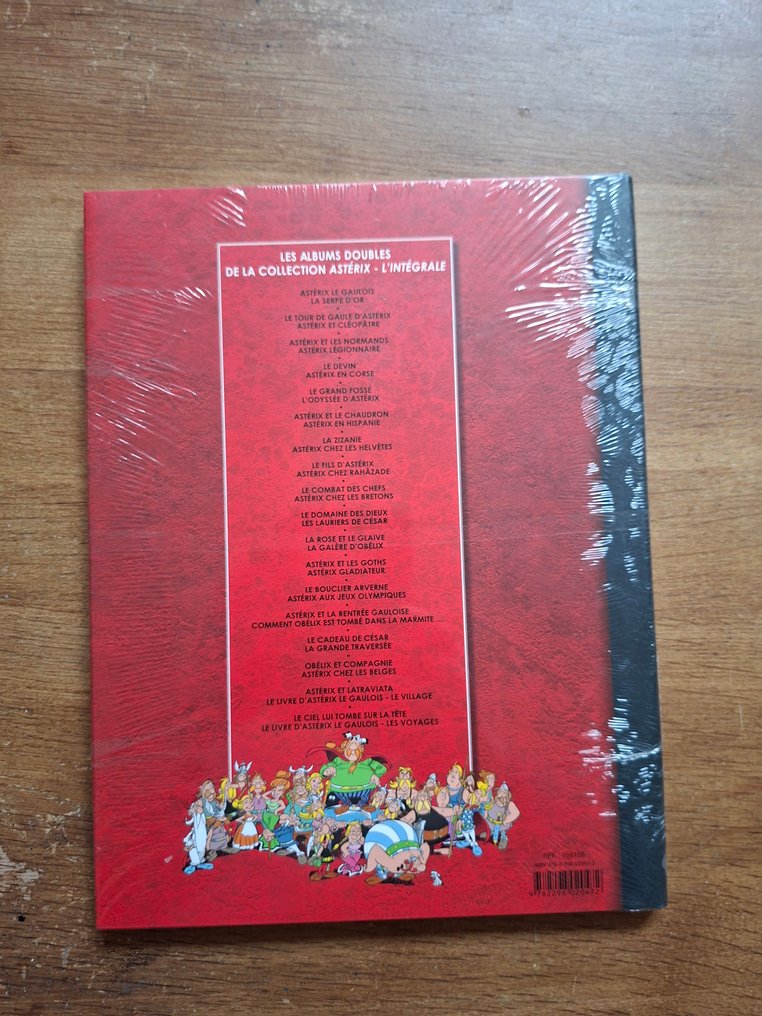 LES ALBUMS DOUBLES
DE LA COLLECTION ASTÉRIX - L'INTÉGRALE
ASTÉRIX LE GAULOIS
LA SERPE D'OR
•
LE TOUR DE GAULE D'ASTÉRIX
ASTÉRIX ET CLÉOPÂTRE
•
ASTÉRIX ET LES NORMANDS
ASTÉRIX LÉGIONNAIRE
•
LE DEVIN
ASTÉRIX EN CORSE
•
LE GRAND FOSSÉ
L'ODYSSÉE D'ASTÉRIX
•
ASTÉRIX ET LE CHAUDRON
ASTÉRIX EN HISPANIE
•
LA ZIZANIE
ASTÉRIX CHEZ LES HELVÈTES
•
LE FILS D'ASTÉRIX
ASTÉRIX CHEZ RAHÀZADE
•
LE COMBAT DES CHEFS
ASTÉRIX CHEZ LES BRETONS
•
LE DOMAINE DES DIEUX
LES LAURIERS DE CÉSAR
•
LA ROSE ET LE GLAIVE
LA GALÈRE D'OBÉLIX
•
ASTÉRIX ET LES GOTHS
ASTÉRIX GLADIATEUR
•
LE BOUCLIER ARVERNE
ASTÉRIX AUX JEUX OLYMPIQUES
•
ASTÉRIX ET LA RENTRÉE GAULOISE
COMMENT OBÉLIX EST TOMBÉ DANS LA MARMITE ...
•
LE CADEAU DE CÉSAR
LA GRANDE TRAVERSÉE
•
OBÉLIX ET COMPAGNIE
ASTÉRIX CHEZ LES BELGES
•
ASTÉRIX ET LATRAVIATA
LE LIVRE D'ASTÉRIX LE GAULOIS - LE VILLAGE
•
LE CIEL LUI TOMBE SUR LA TÊTE
LE LIVRE D'ASTÉRIX LE GAULOIS - LES VOYAGES
RÉF. :
ISBN
9782298020472